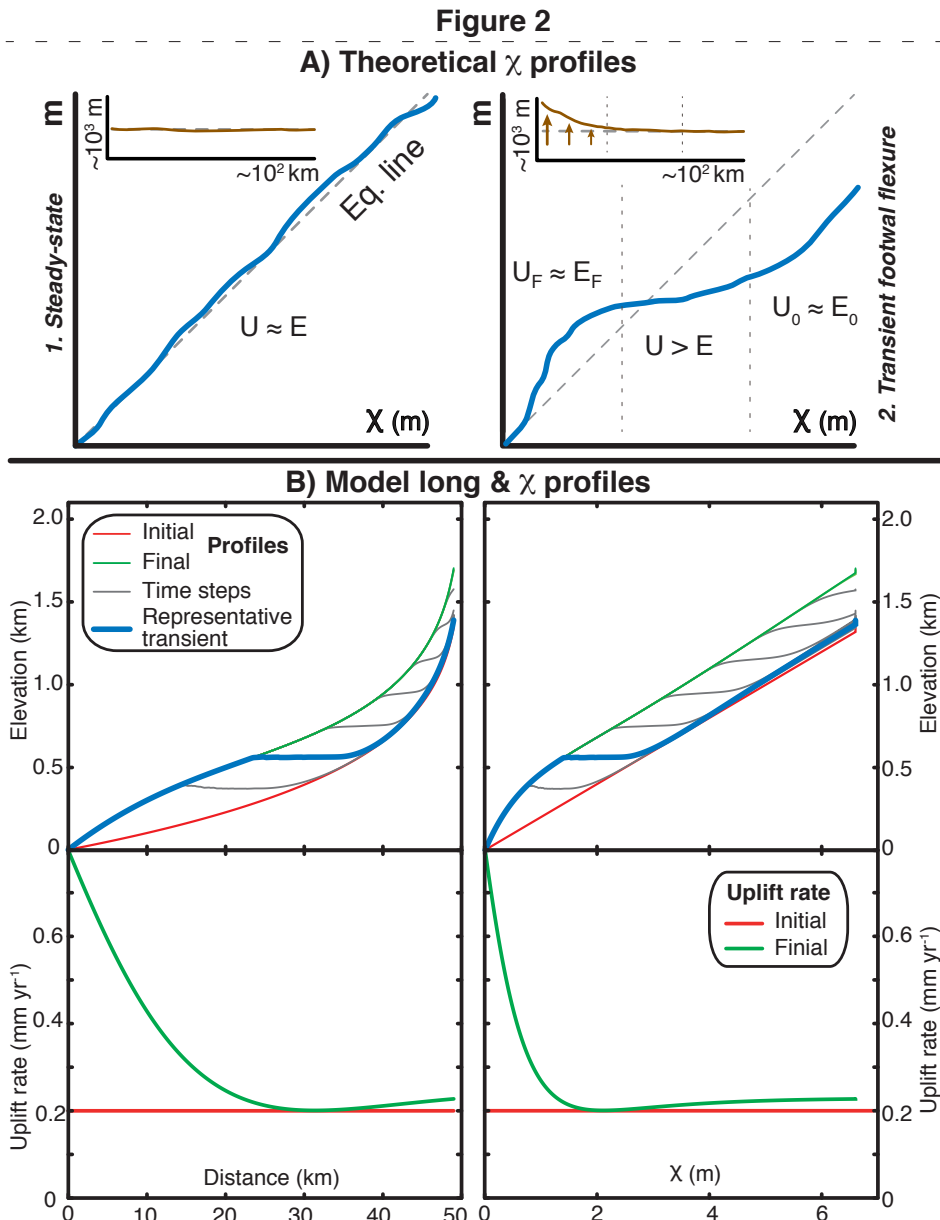 Figure 2
A) Theoretical χ profiles
m
~10³ m
~10² km
Eq. line
1. Steady-state
U ≈ E
χ (m)
m
~10³ m
~10² km
U_F ≈ E_F
U > E
U₀ ≈ E₀
2. Transient footwal flexure
χ (m)
B) Model long & χ profiles
Elevation (km)
2.0
1.5
1.0
0.5
0
Initial
Profiles
Final
Time steps
Representative
transient
2.0
1.5
1.0
0.5
0
Elevation (km)
Uplift rate (mm yr⁻¹)
0.6
0.4
0.2
0
Distance (km)
0 10 20 30 40 50
Uplift rate
Initial
Finial
0.6
0.4
0.2
0
Uplift rate (mm yr⁻¹)
χ (m)
0 2 4 6